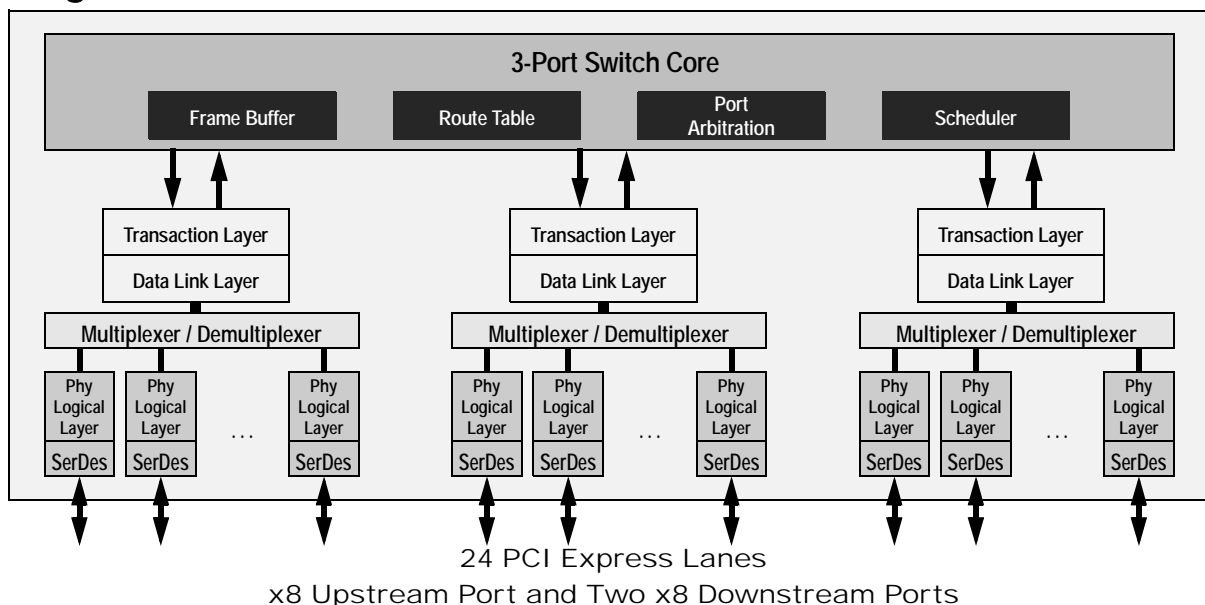 3-Port Switch Core
Frame Buffer
Route Table
Port
Arbitration
Scheduler
Transaction Layer
Data Link Layer
Multiplexer / Demultiplexer
Transaction Layer
Data Link Layer
Multiplexer / Demultiplexer
Transaction Layer
Data Link Layer
Multiplexer / Demultiplexer
Phy
Logical
Layer
SerDes
Phy
Logical
Layer
SerDes
...
Phy
Logical
Layer
SerDes
Phy
Logical
Layer
SerDes
Phy
Logical
Layer
SerDes
...
Phy
Logical
Layer
SerDes
Phy
Logical
Layer
SerDes
Phy
Logical
Layer
SerDes
...
Phy
Logical
Layer
SerDes
24 PCI Express Lanes
x8 Upstream Port and Two x8 Downstream Ports